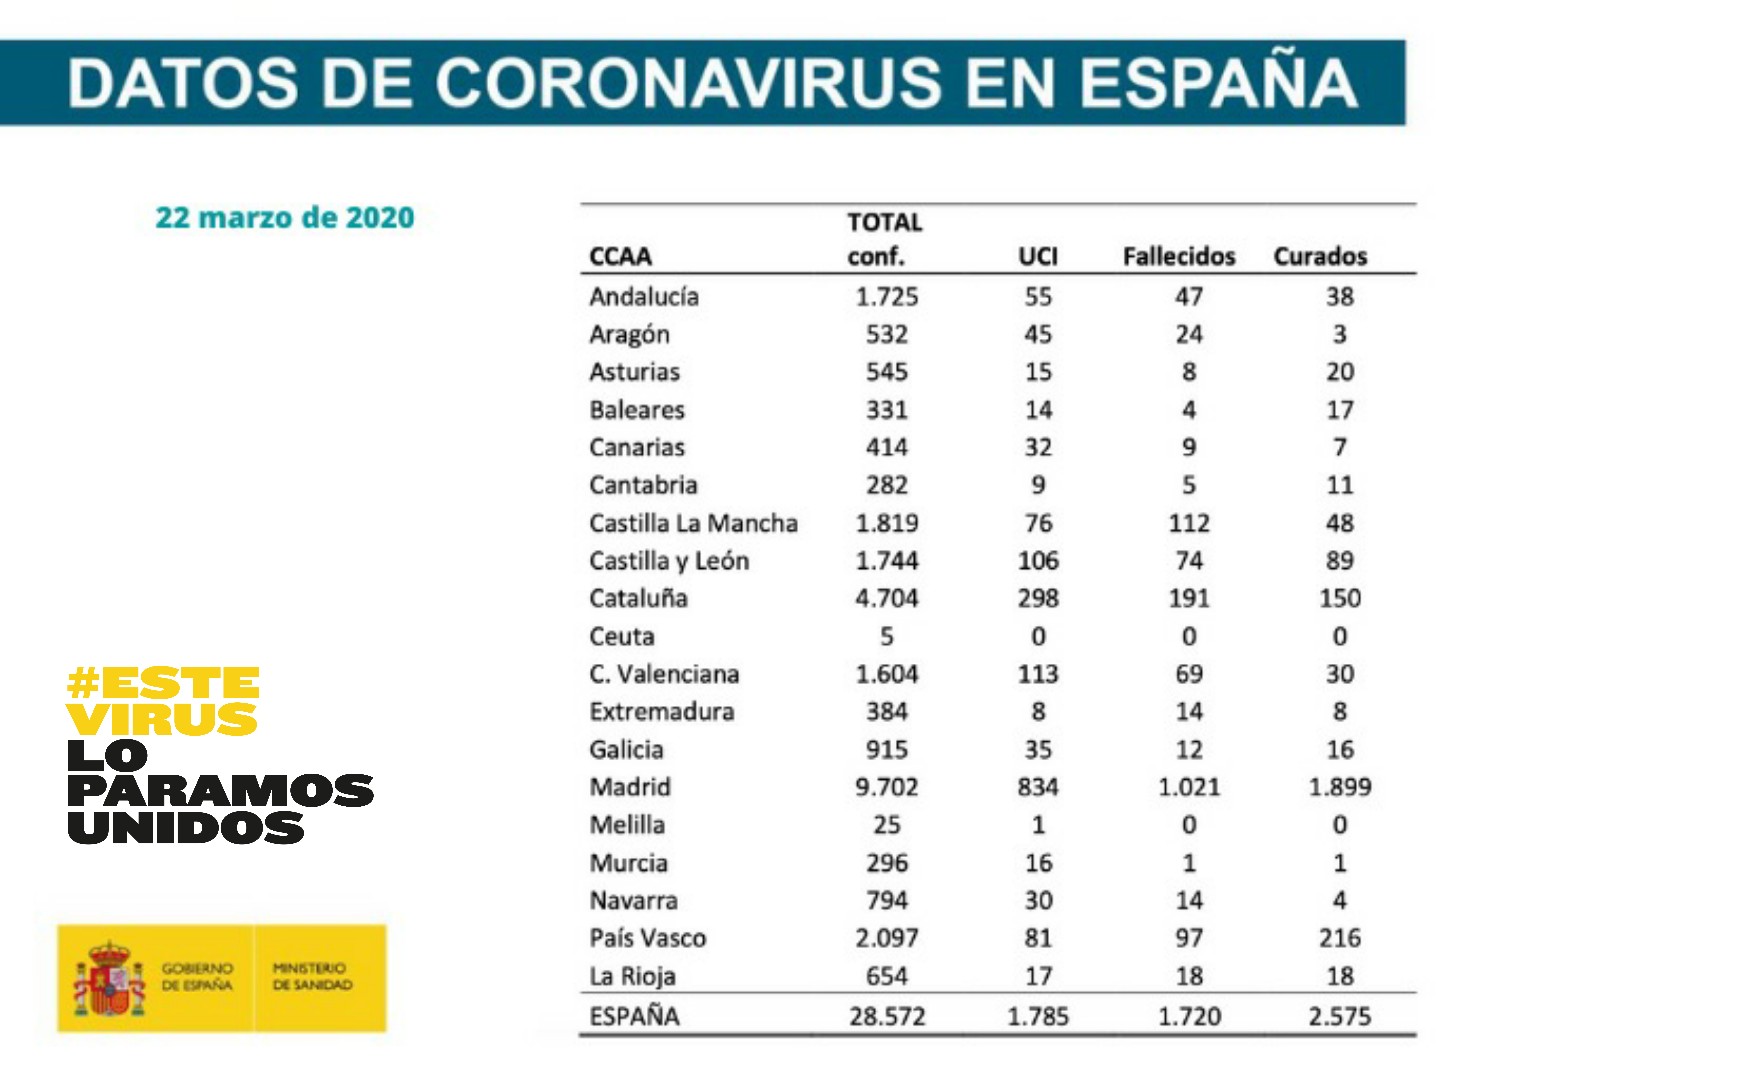 DATOS DE CORONAVIRUS EN ESPAÑA
22 marzo de 2020
TOTAL
CCAA conf. UCI Fallecidos Curados
Andalucía 1.725 55 47 38
Aragón 532 45 24 3
Asturias 545 15 8 20
Baleares 331 14 4 17
Canarias 414 32 9 7
Cantabria 282 9 5 11
Castilla La Mancha 1.819 76 112 48
Castilla y León 1.744 106 74 89
Cataluña 4.704 298 191 150
Ceuta 5 0 0 0
C. Valenciana 1.604 113 69 30
Extremadura 384 8 14 8
Galicia 915 35 12 16
Madrid 9.702 834 1.021 1.899
Melilla 25 1 0 0
Murcia 296 16 1 1
Navarra 794 30 14 4
País Vasco 2.097 81 97 216
La Rioja 654 17 18 18
ESPAÑA 28.572 1.785 1.720 2.575
#ESTE
VIRUS
LO
PARAMOS
UNIDOS
GOBIERNO
DE ESPAÑA
MINISTERIO
DE SANIDAD